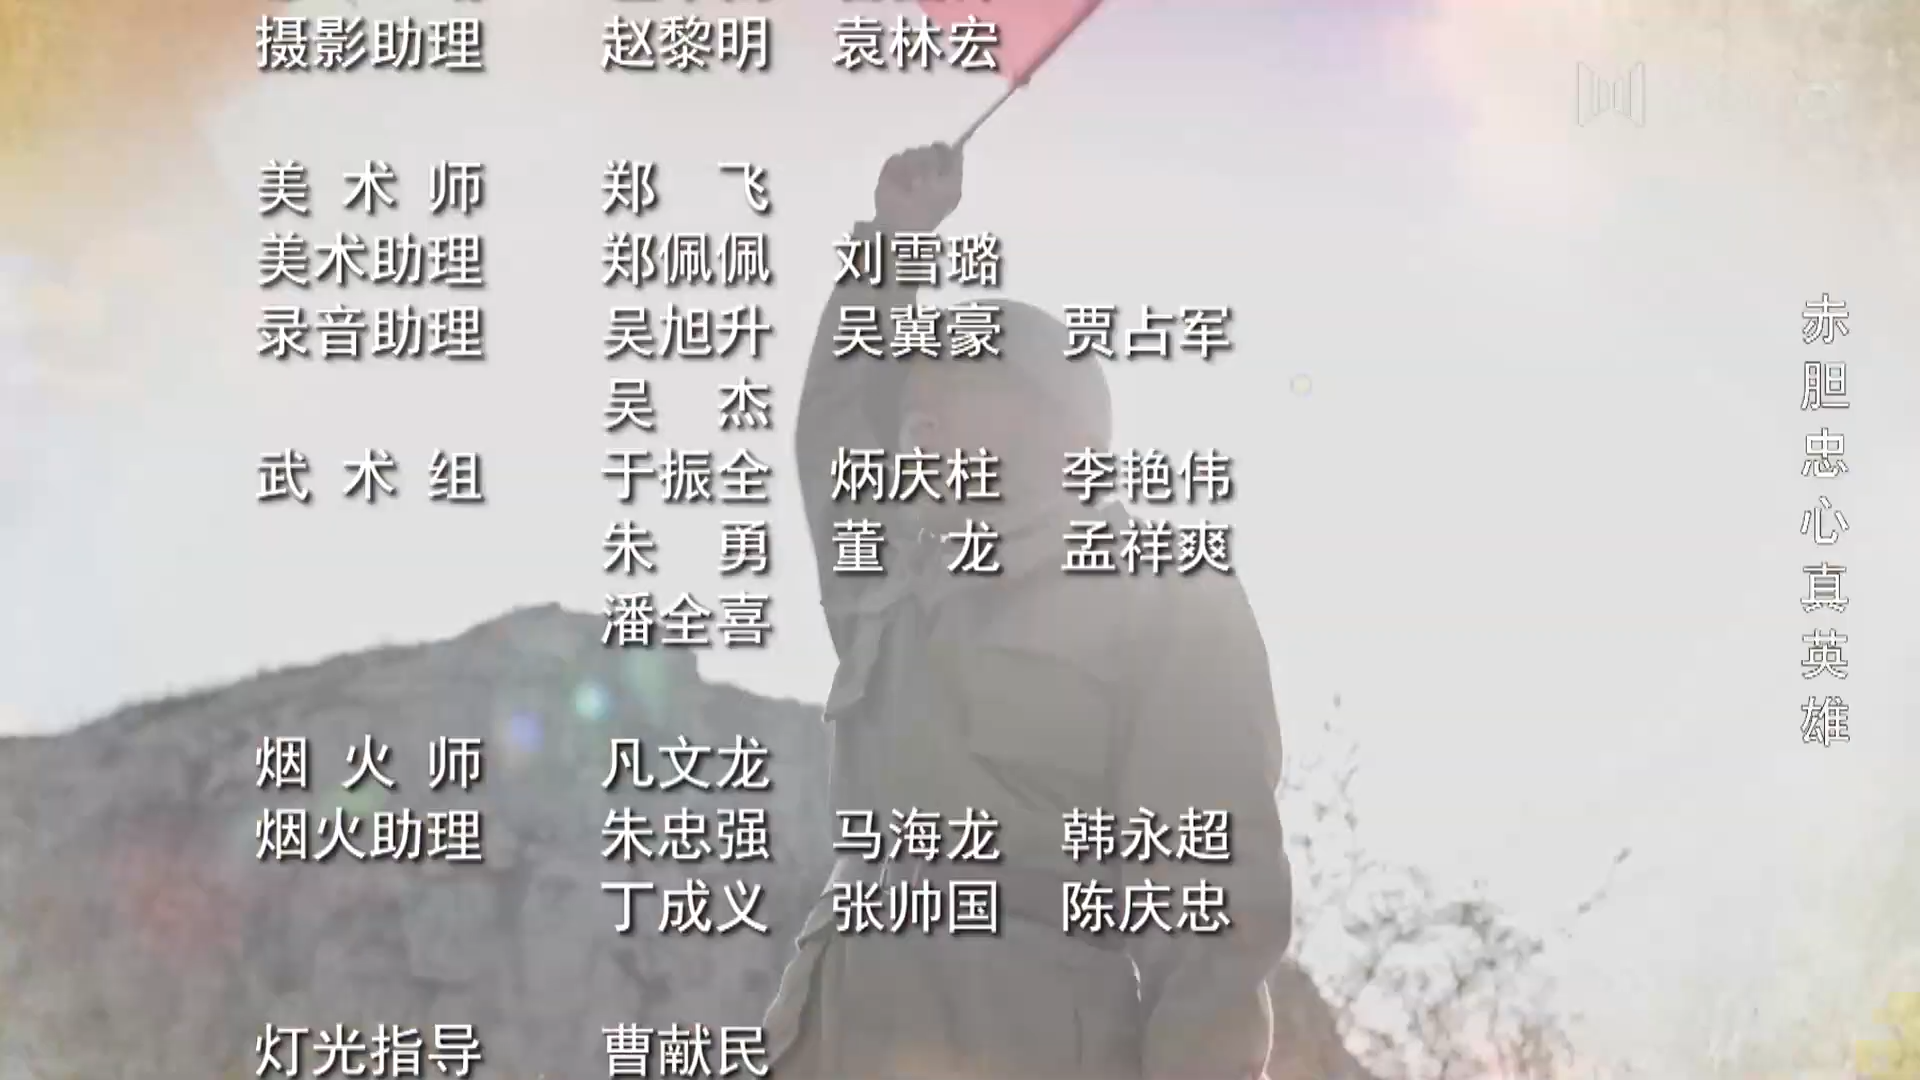 摄影助理 赵黎明 袁林宏
美术师 郑飞
美术助理 郑佩佩 刘雪璐
录音助理 吴旭升 吴冀豪 贾占军
吴杰
武术组 于振全 炳庆柱 李艳伟
朱勇 董龙 孟祥爽
潘全喜
烟火师 凡文龙
烟火助理 朱忠强 马海龙 韩永超
丁成义 张帅国 陈庆忠
灯光指导 曹献民
赤胆忠心真英雄